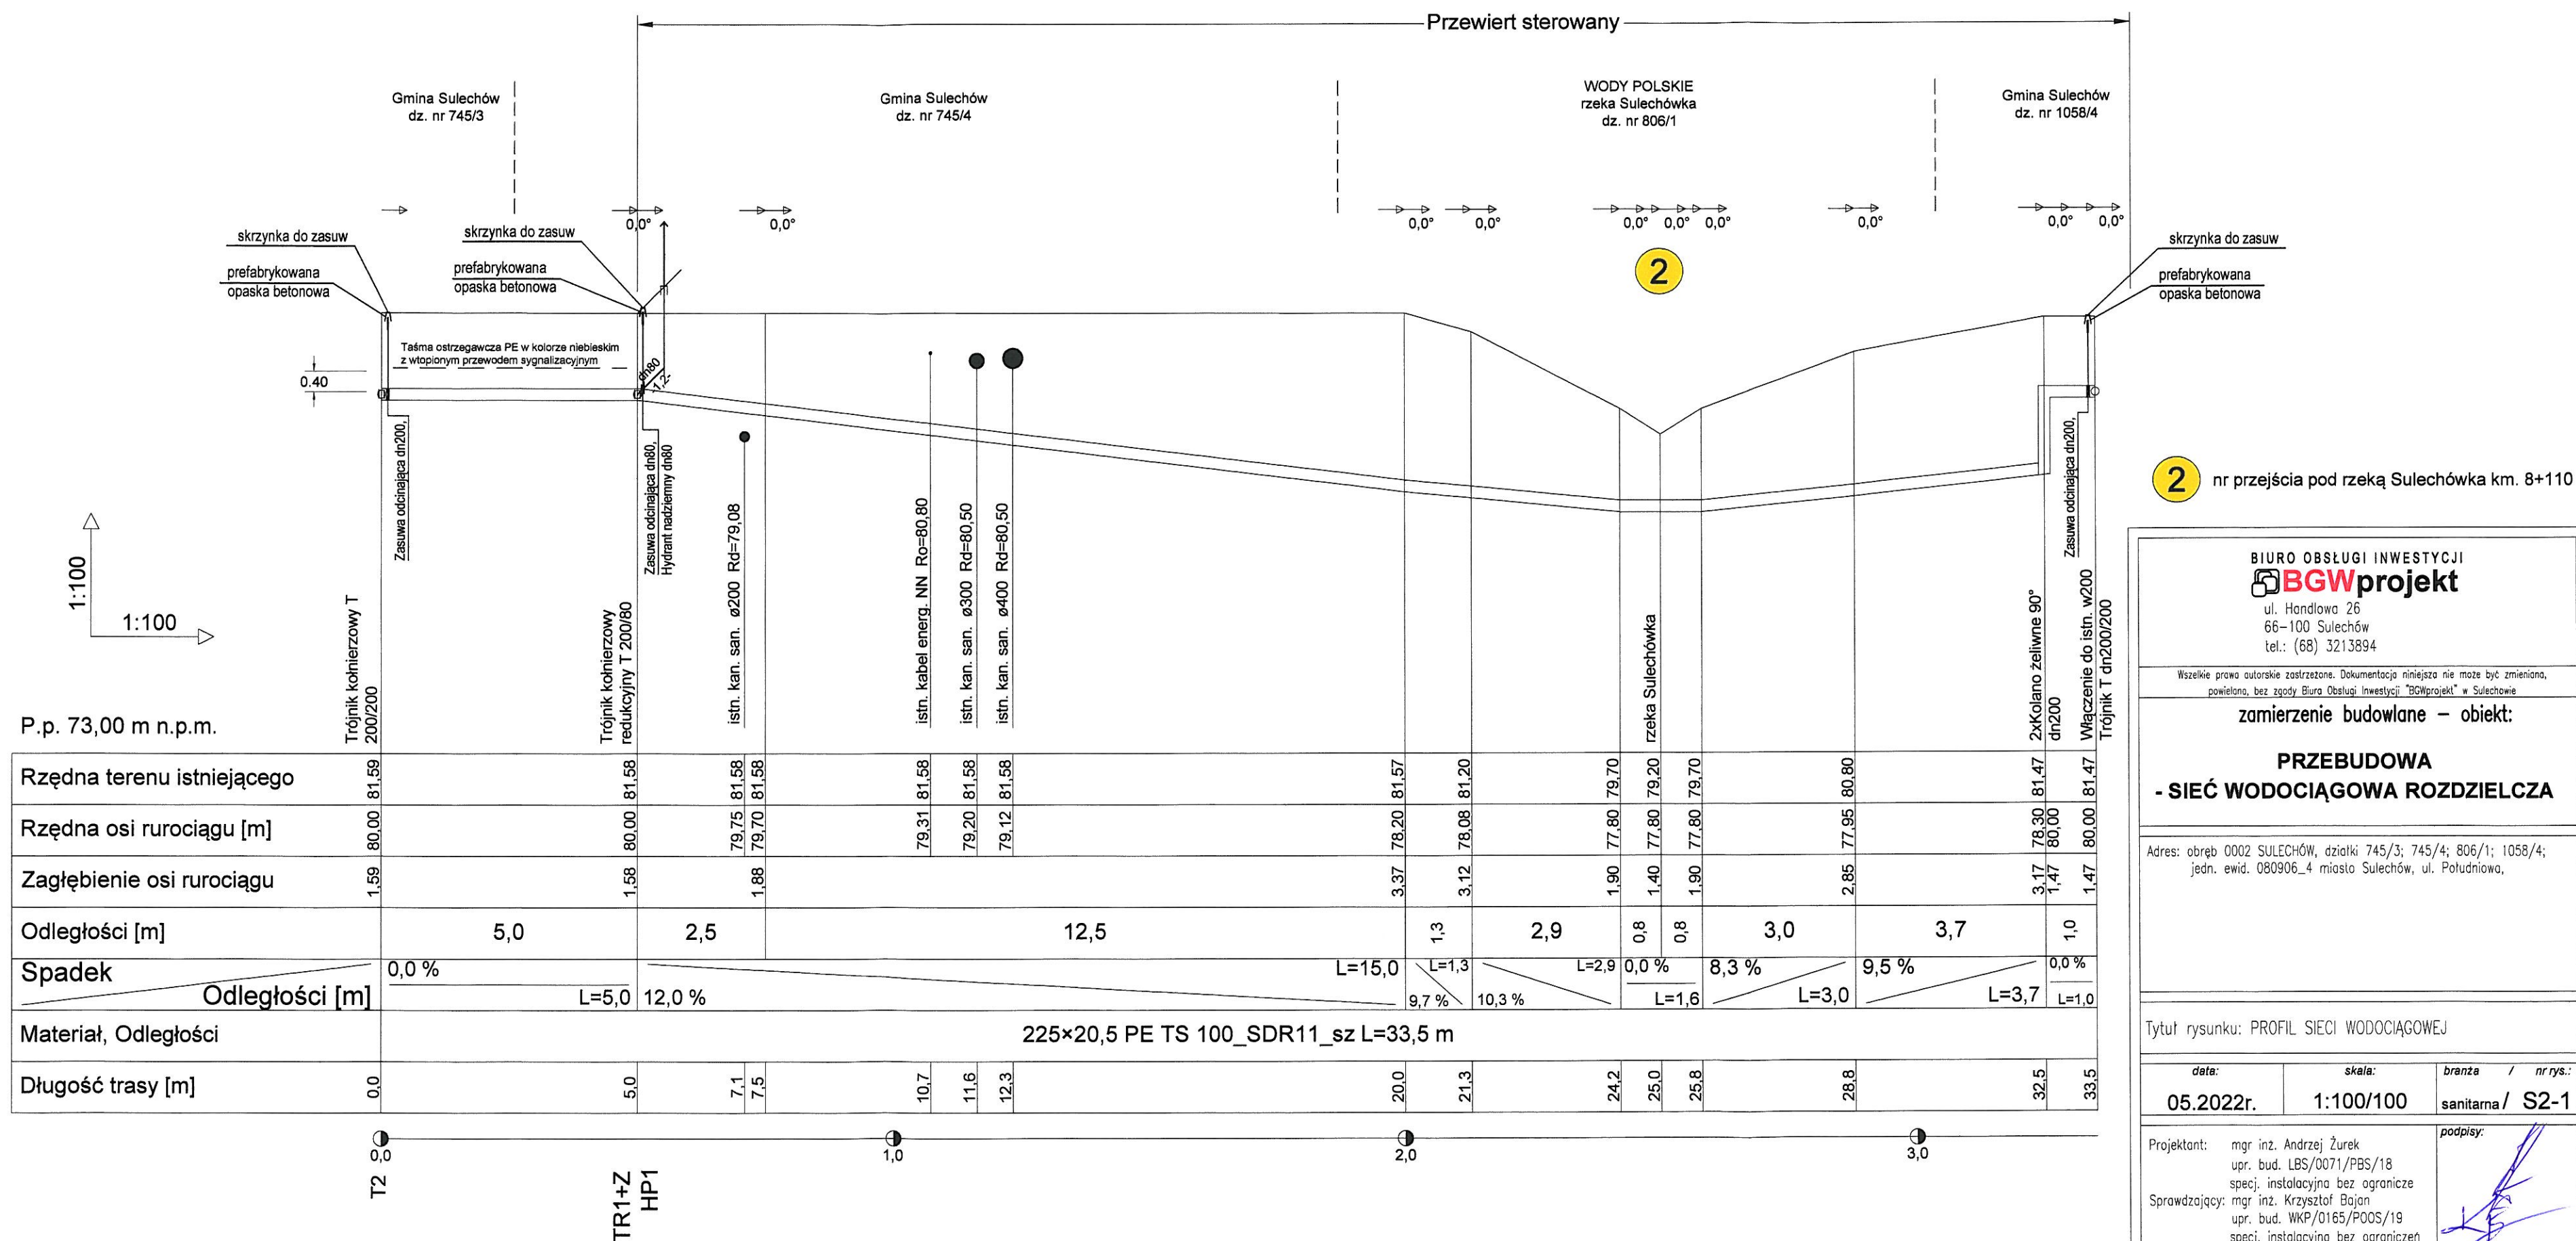 Przewiert sterowany
Gmina Sulechów
dz. nr 745/3
Gmina Sulechów
dz. nr 745/4
WODY POLSKIE
rzeka Sulechówka
dz. nr 806/1
Gmina Sulechów
dz. nr 1058/4
0,0° 0,0° 0,0° 0,0° 0,0° 0,0° 0,0° 0,0° 0,0° 0,0°
skrzynka do zasuw
prefabrykowana
opaska betonowa
skrzynka do zasuw
prefabrykowana
opaska betonowa
2
skrzynka do zasuw
prefabrykowana
opaska betonowa
Taśma ostrzegawcza PE w kolorze niebieskim
z wtopionym przewodem sygnalizacyjnym
0.40
dn80
1,2-
Zasuwa odcinająca dn200,
Zasuwa odcinająca dn80,
Hydrant nadziemny dn80
Zasuwa odcinająca dn200,
2 nr przejścia pod rzeką Sulechówka km. 8+110
1:100
1:100
Trójnik kołnierzowy T
200/200
Trójnik kołnierzowy
redukcyjny T 200/80
istn. kan. san. ø200 Rd=79,08
istn. kabel energ. NN Ro=80,80
istn. kan. san. ø300 Rd=80,50
istn. kan. san. ø400 Rd=80,50
rzeka Sulechówka
2xKolano żeliwne 90°
dn200
Włączenie do istn. w200
Trójnik T dn200/200
P.p. 73,00 m n.p.m.
Rzędna terenu istniejącego 81,59 81,58 81,58 81,58 81,58 81,58 81,58 81,57 81,20 79,70 79,20 79,70 80,80 81,47 81,47
Rzędna osi rurociągu [m] 80,00 80,00 79,75 79,70 79,31 79,20 79,12 78,20 78,08 77,80 77,80 77,80 77,95 78,30 80,00 80,00
Zagłębienie osi rurociągu 1,59 1,58 1,88 3,37 3,12 1,90 1,40 1,90 2,85 3,17 1,47 1,47
Odległości [m] 5,0 2,5 12,5 1,3 2,9 0,8 0,8 3,0 3,7 1,0
Spadek 0,0 % L=15,0 L=1,3 L=2,9 0,0 % 8,3 % 9,5 % 0,0 %
Odległości [m] L=5,0 12,0 % 9,7 % 10,3 % L=1,6 L=3,0 L=3,7 L=1,0
Materiał, Odległości 225×20,5 PE TS 100_SDR11_sz L=33,5 m
Długość trasy [m] 0,0 5,0 7,1 7,5 10,7 11,6 12,3 20,0 21,3 24,2 25,0 25,8 28,8 32,5 33,5
0,0 1,0 2,0 3,0
T2
TR1+Z
HP1
BIURO OBSŁUGI INWESTYCJI
BGWprojekt
ul. Handlowa 26
66-100 Sulechów
tel.: (68) 3213894
Wszelkie prawa autorskie zastrzeżone. Dokumentacja niniejsza nie może być zmieniana,
powielana, bez zgody Biura Obsługi Inwestycji "BGWprojekt" w Sulechowie
zamierzenie budowlane – obiekt:
PRZEBUDOWA
- SIEĆ WODOCIĄGOWA ROZDZIELCZA
Adres: obręb 0002 SULECHÓW, działki 745/3; 745/4; 806/1; 1058/4;
jedn. ewid. 080906_4 miasto Sulechów, ul. Południowa,
Tytuł rysunku: PROFIL SIECI WODOCIĄGOWEJ
data: skala: branża / nr rys.:
05.2022r. 1:100/100 sanitarna / S2-1
Projektant: mgr inż. Andrzej Żurek podpisy:
upr. bud. LBS/0071/PBS/18
specj. instalacyjna bez ogranicze
Sprawdzający: mgr inż. Krzysztof Bajan
upr. bud. WKP/0165/POOS/19
specj. instalacyjna bez ograniczeń